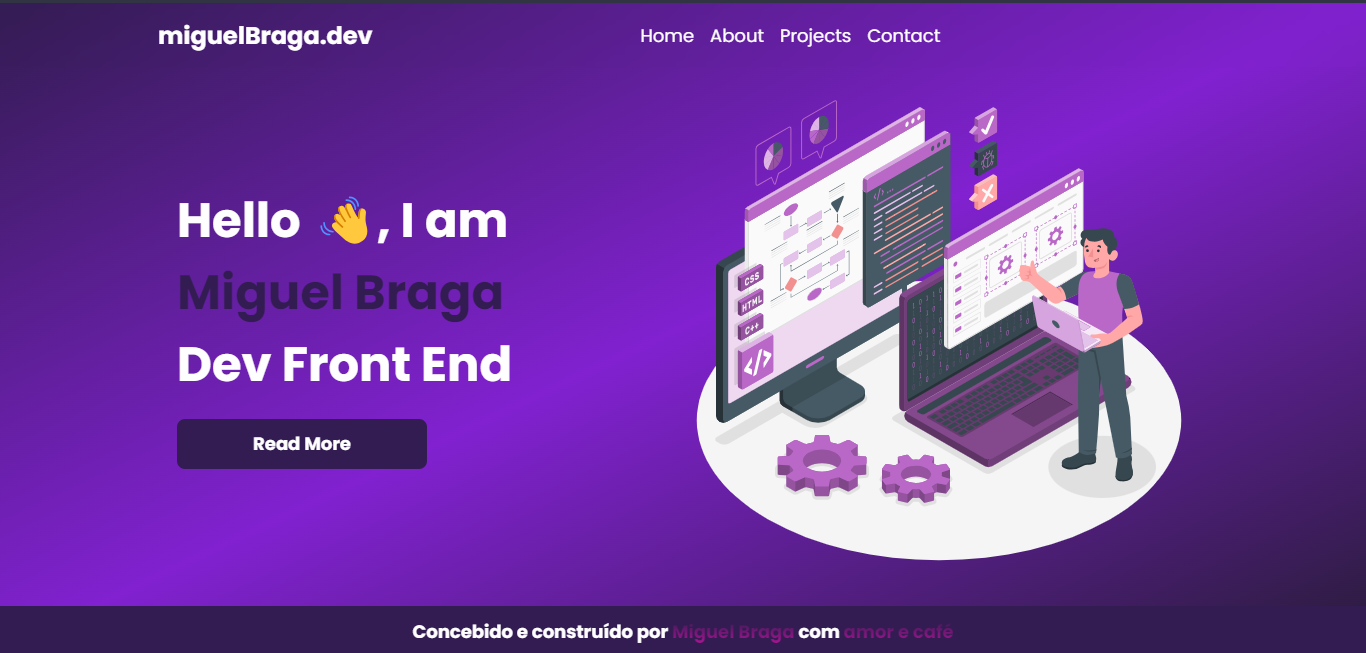 miguelBraga.dev
Home About Projects Contact
Hello 👋, I am
Miguel Braga
Dev Front End
Read More
CSS
HTML
C++
</>
Concebido e construído por Miguel Braga com amor e café